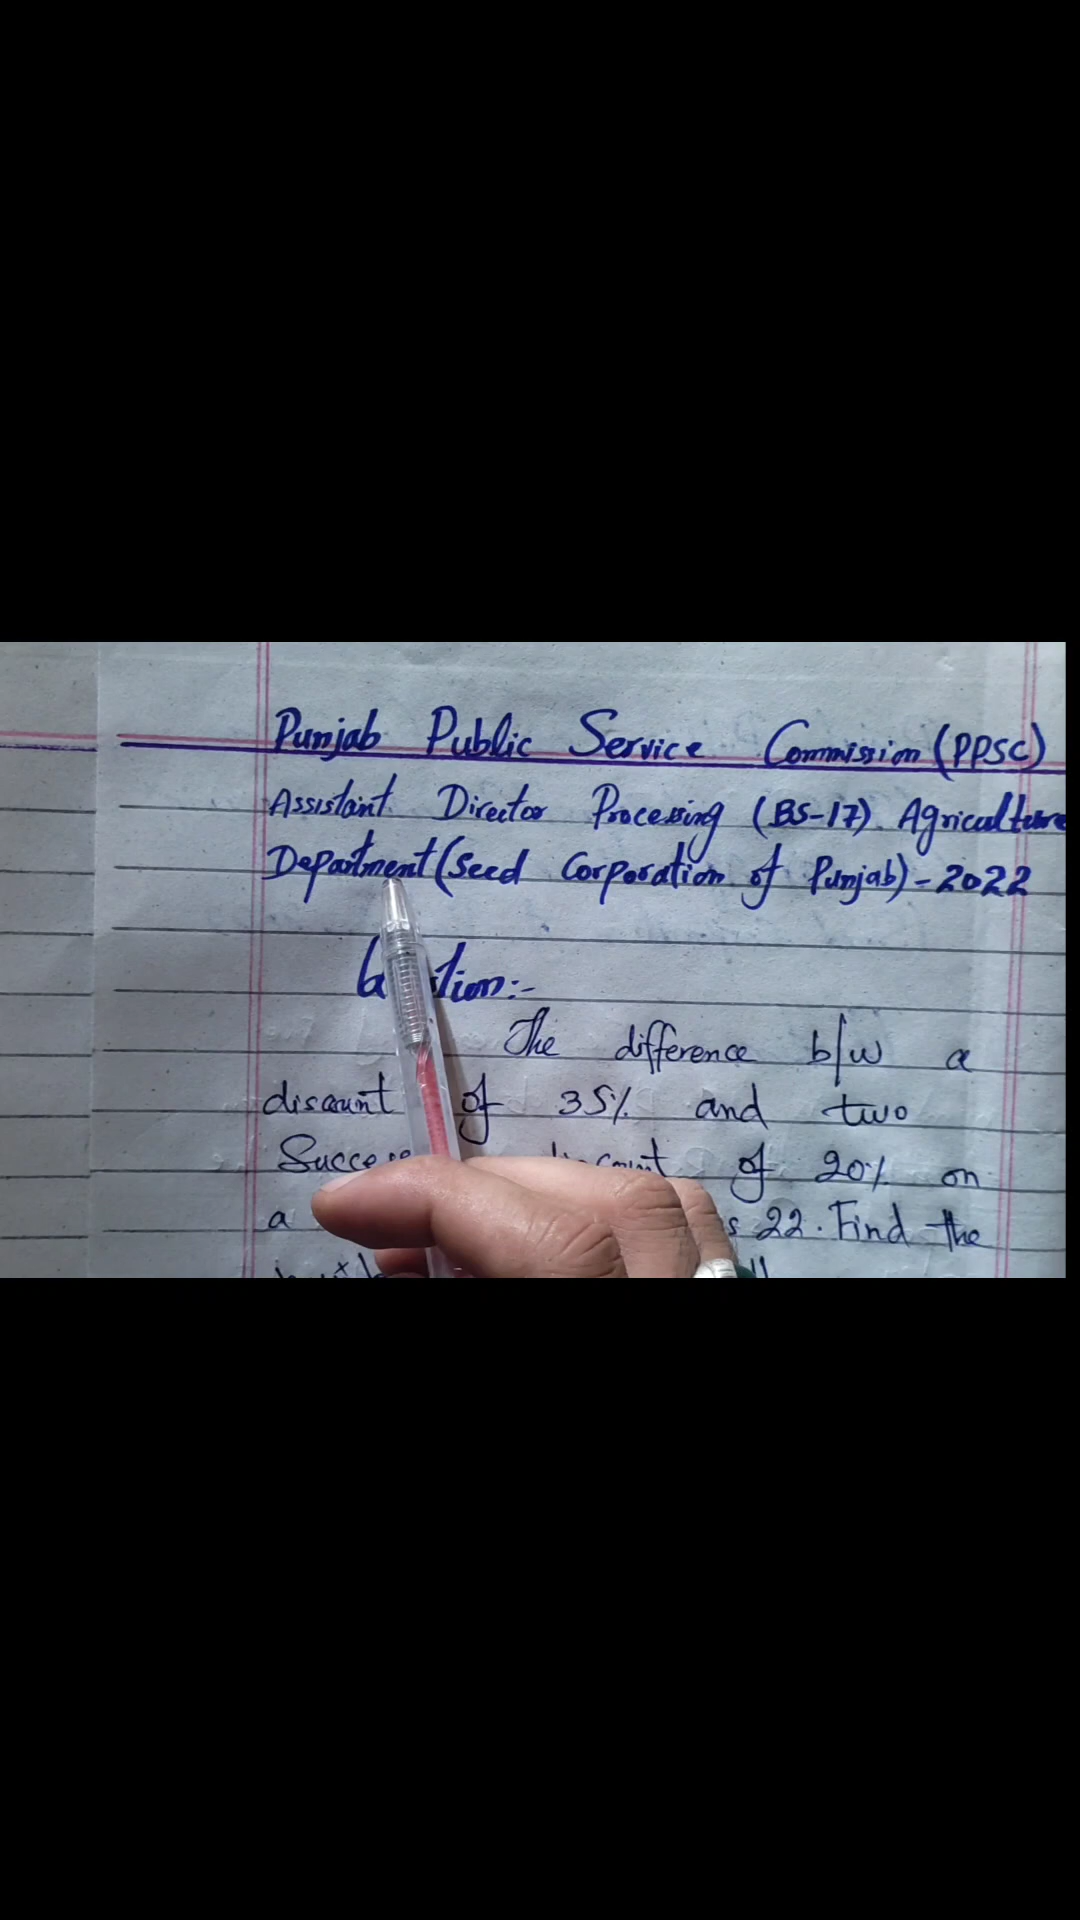 Punjab Public Service Commission (PPSC)
Assistant Director Processing (BS-17) Agriculture
Department (Seed Corporation of Punjab) - 2022
The difference b/w a
discount of 35% and two
of 20% on
a 22. Find the